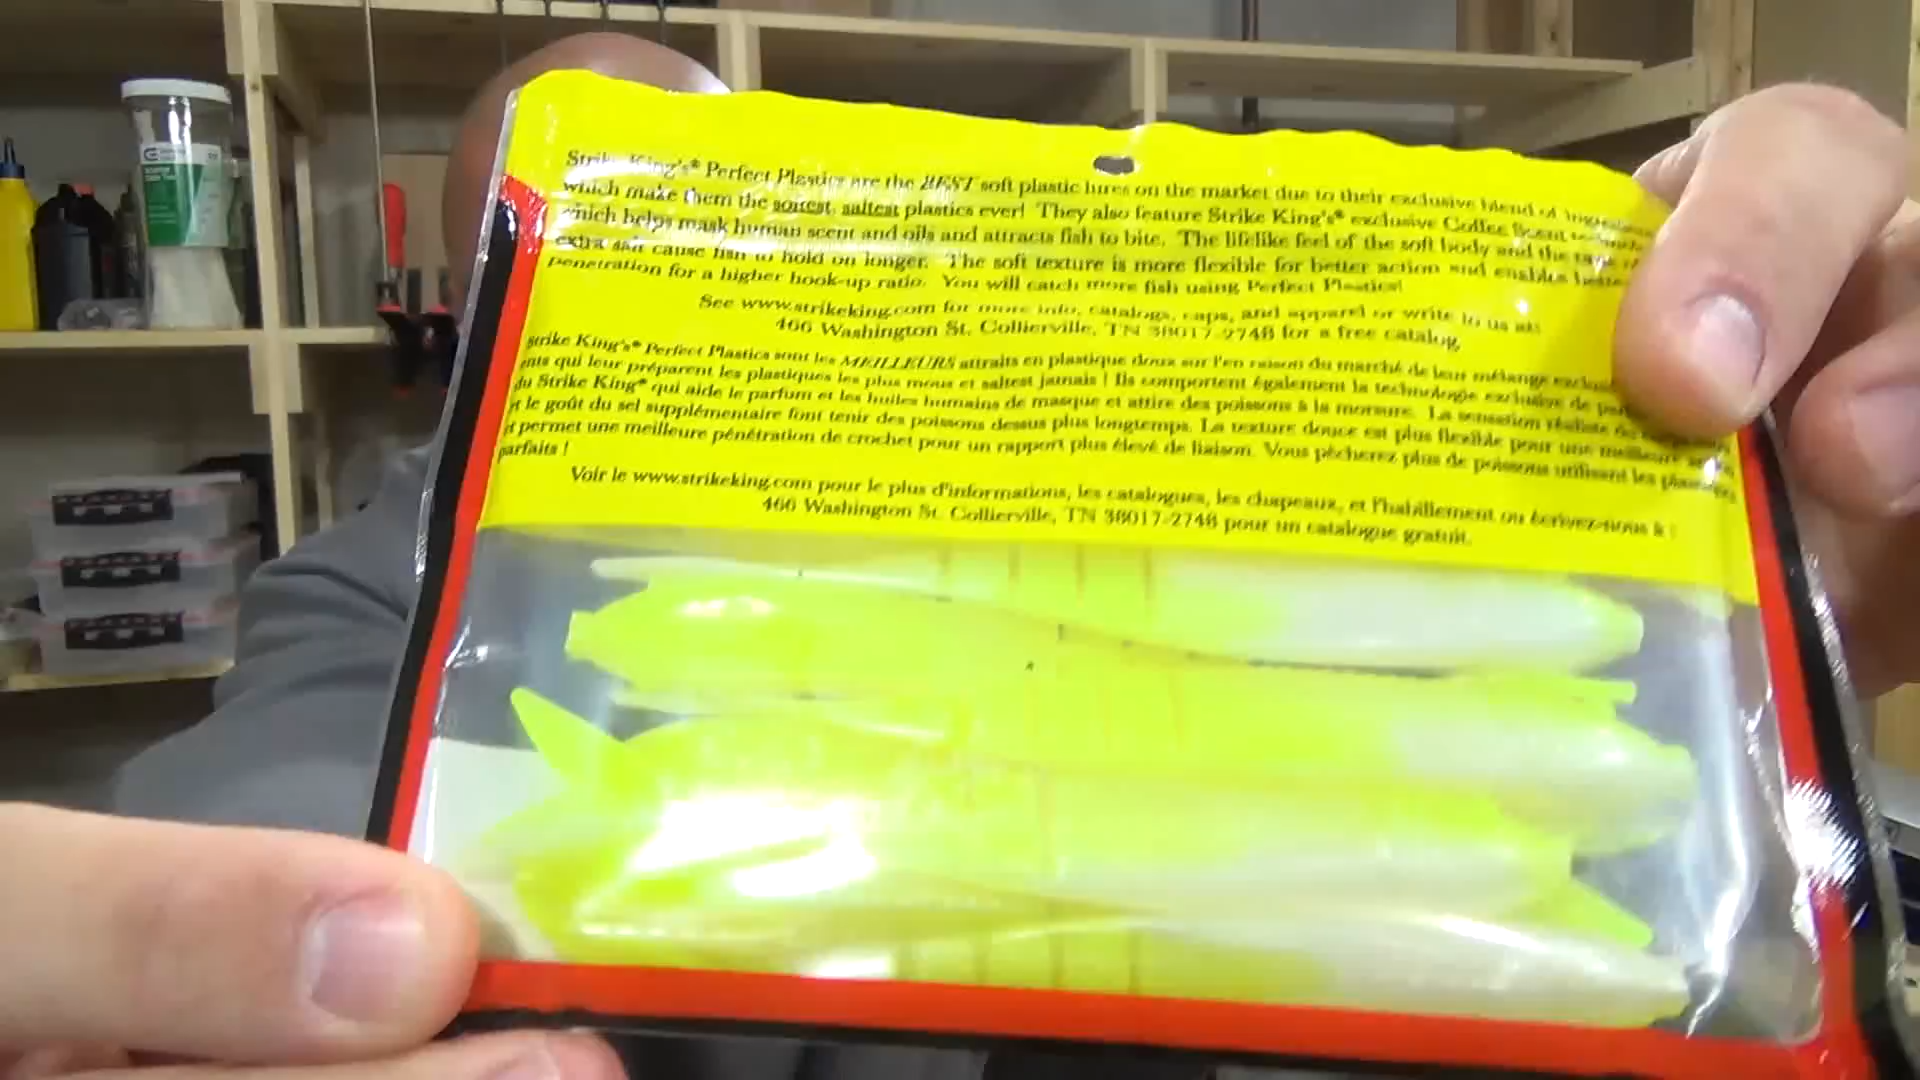 Strike King's® Perfect Plastics are the BEST soft plastic lures on the market due to their exclusive blend of
which make them the softest, saltest plastics ever! They also feature Strike King's® exclusive Coffee Scent
which helps mask human scent and oils and attracts fish to bite. The lifelike feel of the soft body and the taste of
extra salt cause fish to hold on longer. The soft texture is more flexible for better action and enables better
penetration for a higher hook-up ratio. You will catch more fish using Perfect Plastics!
See www.strikeking.com for more info, catalogs, caps, and apparel or write to us at:
466 Washington St. Collierville, TN 38017-2748 for a free catalog.
Strike King's® Perfect Plastics sont les MEILLEURS attraits en plastique doux sur l'en raison du marché de leur mélange
qui leur préparent les plastiques les plus mous et saltest jamais ! Ils comportent également la technologie exclusive de
du Strike King® qui aide le parfum et les huiles humains de masque et attire des poissons à la morsure. La sensation réaliste
et le goût du sel supplémentaire font tenir des poissons dessus plus longtemps. La texture douce est plus flexible pour une meilleure
et permet une meilleure pénétration de crochet pour un rapport plus élevé de liaison. Vous pêcherez plus de poissons utilisant les
parfaits !
Voir le www.strikeking.com pour le plus d'informations, les catalogues, les chapeaux, et l'habillement ou écrivez-nous à :
466 Washington St. Collierville, TN 38017-2748 pour un catalogue gratuit.